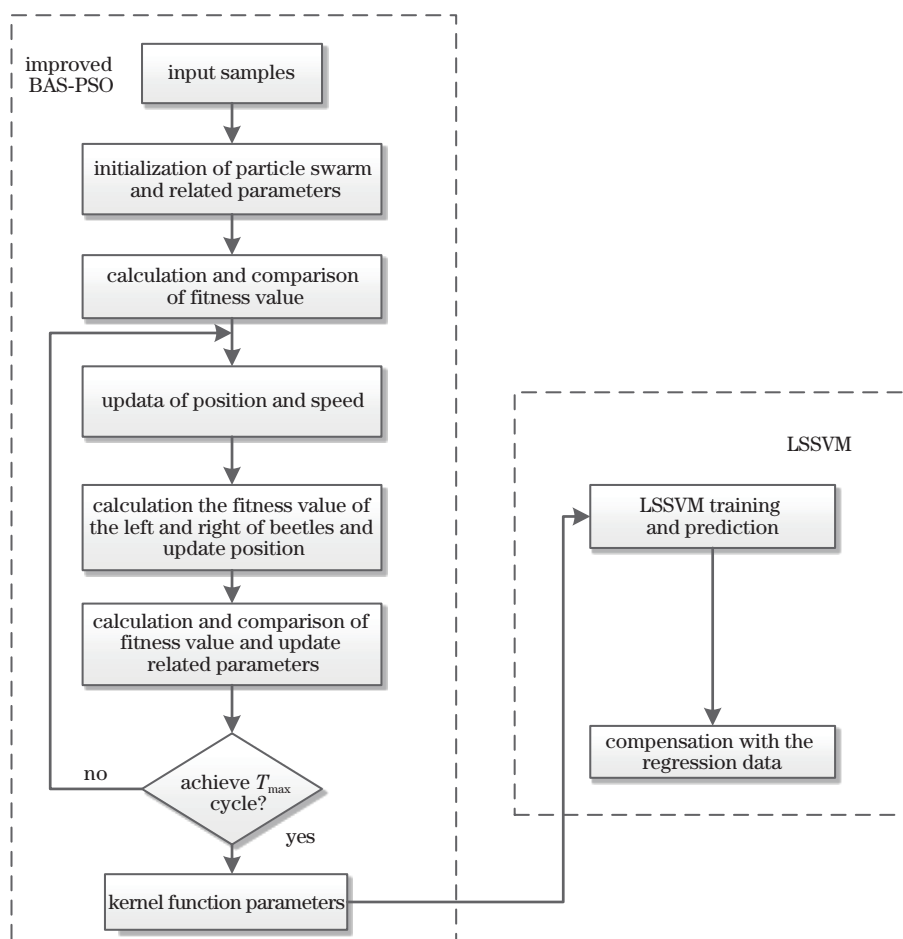 improved
BAS-PSO
input samples
initialization of particle swarm
and related parameters
calculation and comparison
of fitness value
updata of position and speed
calculation the fitness value of
the left and right of beetles and
update position
calculation and comparison of
fitness value and update
related parameters
achieve Tmax
cycle?
no
yes
kernel function parameters
LSSVM
LSSVM training
and prediction
compensation with the
regression data